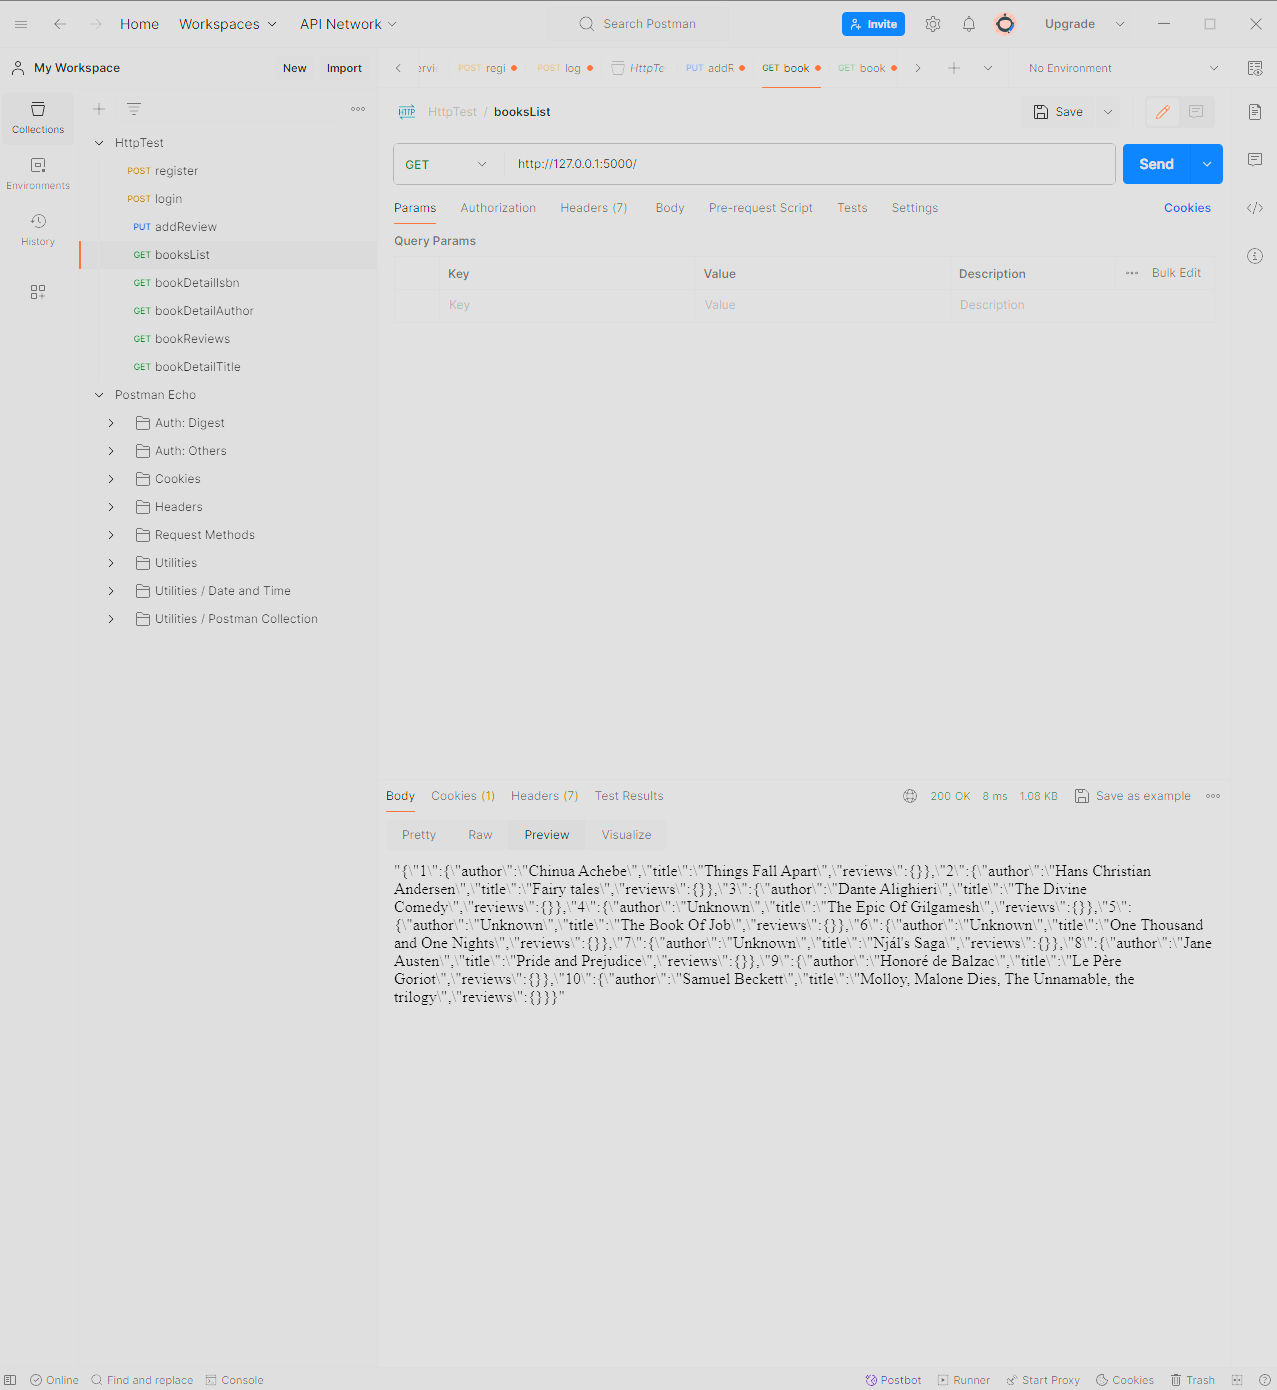 Home Workspaces API Network Search Postman Invite Upgrade
My Workspace New Import POST regi POST log HttpTe PUT addR GET book GET book No Environment
Collections
Environments
History
HttpTest
POST register
POST login
PUT addReview
GET booksList
GET bookDetailIsbn
GET bookDetailAuthor
GET bookReviews
GET bookDetailTitle
Postman Echo
Auth: Digest
Auth: Others
Cookies
Headers
Request Methods
Utilities
Utilities / Date and Time
Utilities / Postman Collection
HTTP HttpTest / booksList Save
GET http://127.0.0.1:5000/ Send
Params Authorization Headers (7) Body Pre-request Script Tests Settings Cookies
Query Params
Key Value Description Bulk Edit
Key Value Description
Body Cookies (1) Headers (7) Test Results 200 OK 8 ms 1.08 KB Save as example
Pretty Raw Preview Visualize
"{\"1\":{\"author\":\"Chinua Achebe\",\"title\":\"Things Fall Apart\",\"reviews\":{}},\"2\":{\"author\":\"Hans Christian
Andersen\",\"title\":\"Fairy tales\",\"reviews\":{}},\"3\":{\"author\":\"Dante Alighieri\",\"title\":\"The Divine
Comedy\",\"reviews\":{}},\"4\":{\"author\":\"Unknown\",\"title\":\"The Epic Of Gilgamesh\",\"reviews\":{}},\"5\":
{\"author\":\"Unknown\",\"title\":\"The Book Of Job\",\"reviews\":{}},\"6\":{\"author\":\"Unknown\",\"title\":\"One Thousand
and One Nights\",\"reviews\":{}},\"7\":{\"author\":\"Unknown\",\"title\":\"Njál's Saga\",\"reviews\":{}},\"8\":{\"author\":\"Jane
Austen\",\"title\":\"Pride and Prejudice\",\"reviews\":{}},\"9\":{\"author\":\"Honoré de Balzac\",\"title\":\"Le Père
Goriot\",\"reviews\":{}},\"10\":{\"author\":\"Samuel Beckett\",\"title\":\"Molloy, Malone Dies, The Unnamable, the
trilogy\",\"reviews\":{}}}"
Online Find and replace Console Postbot Runner Start Proxy Cookies Trash